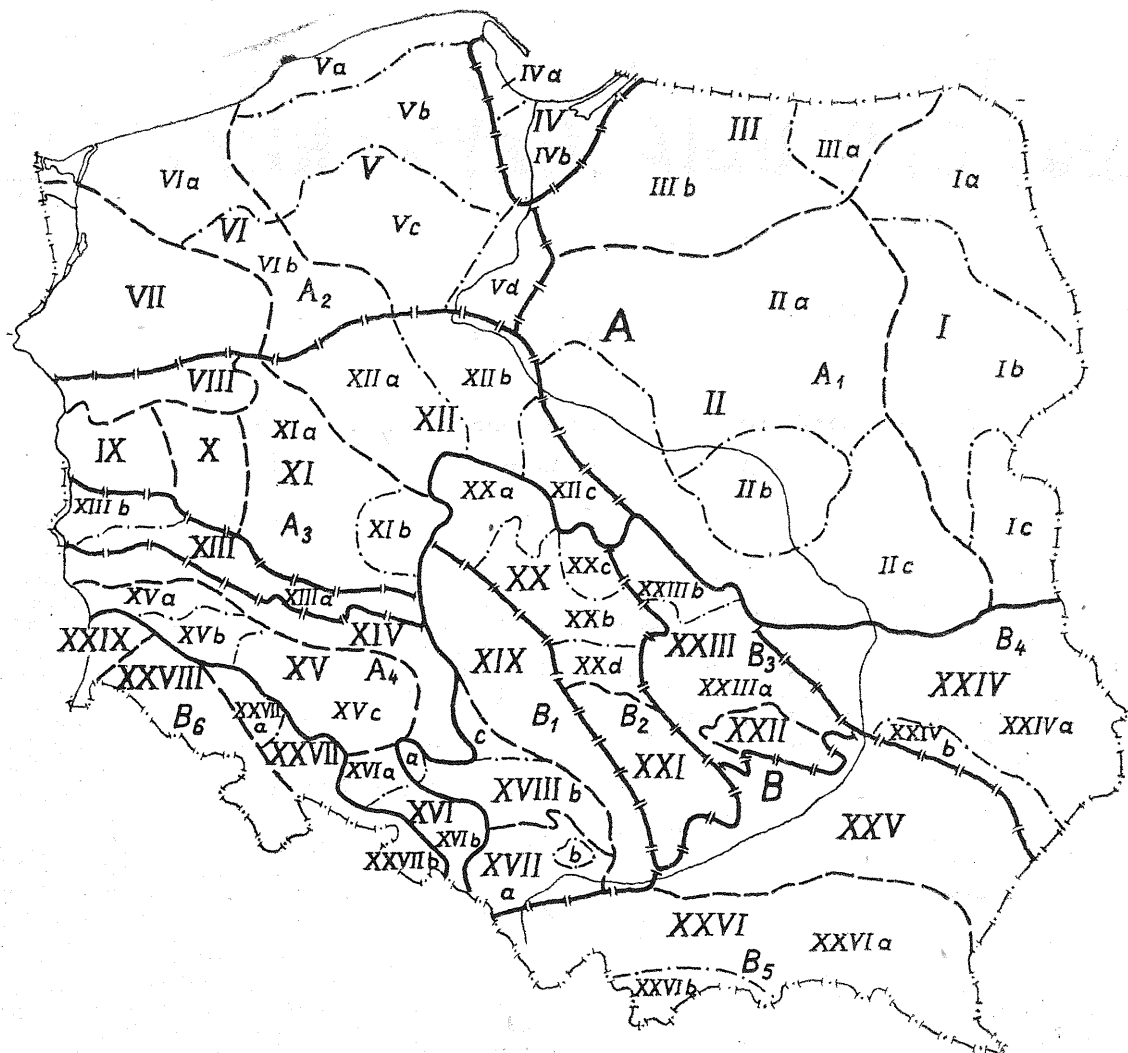 Va
IVa
Vb
IV
III
IIIa
IVb
V
VIa
IIIb
Ia
Vc
VI
VIb
Vd
VII
A₂
IIa
A
I
VIII
XIIa
XIIb
A₁
Ib
XII
II
XIa
IX
X
XI
XXa
XIIc
IIb
XIIIb
A₃
XIb
Ic
XIII
XX
XXc
IIc
XVa
XIIIa
XIV
XXb
XXIIIb
XXIX
XVb
XV
XIX
XXIII
B₃
B₄
XXVIII
A₄
XXd
XXIV
B₆
XXVII
a
XVc
B₁
B₂
XXIIIa
XXIVa
XXVII
c
XXII
XXIV
b
XVIa
a
XXI
XVIII b
B
XVI
XXV
XVIb
XXVIIb
XVII
b
a
XXVI
XXVIa
B₅
XXVIb